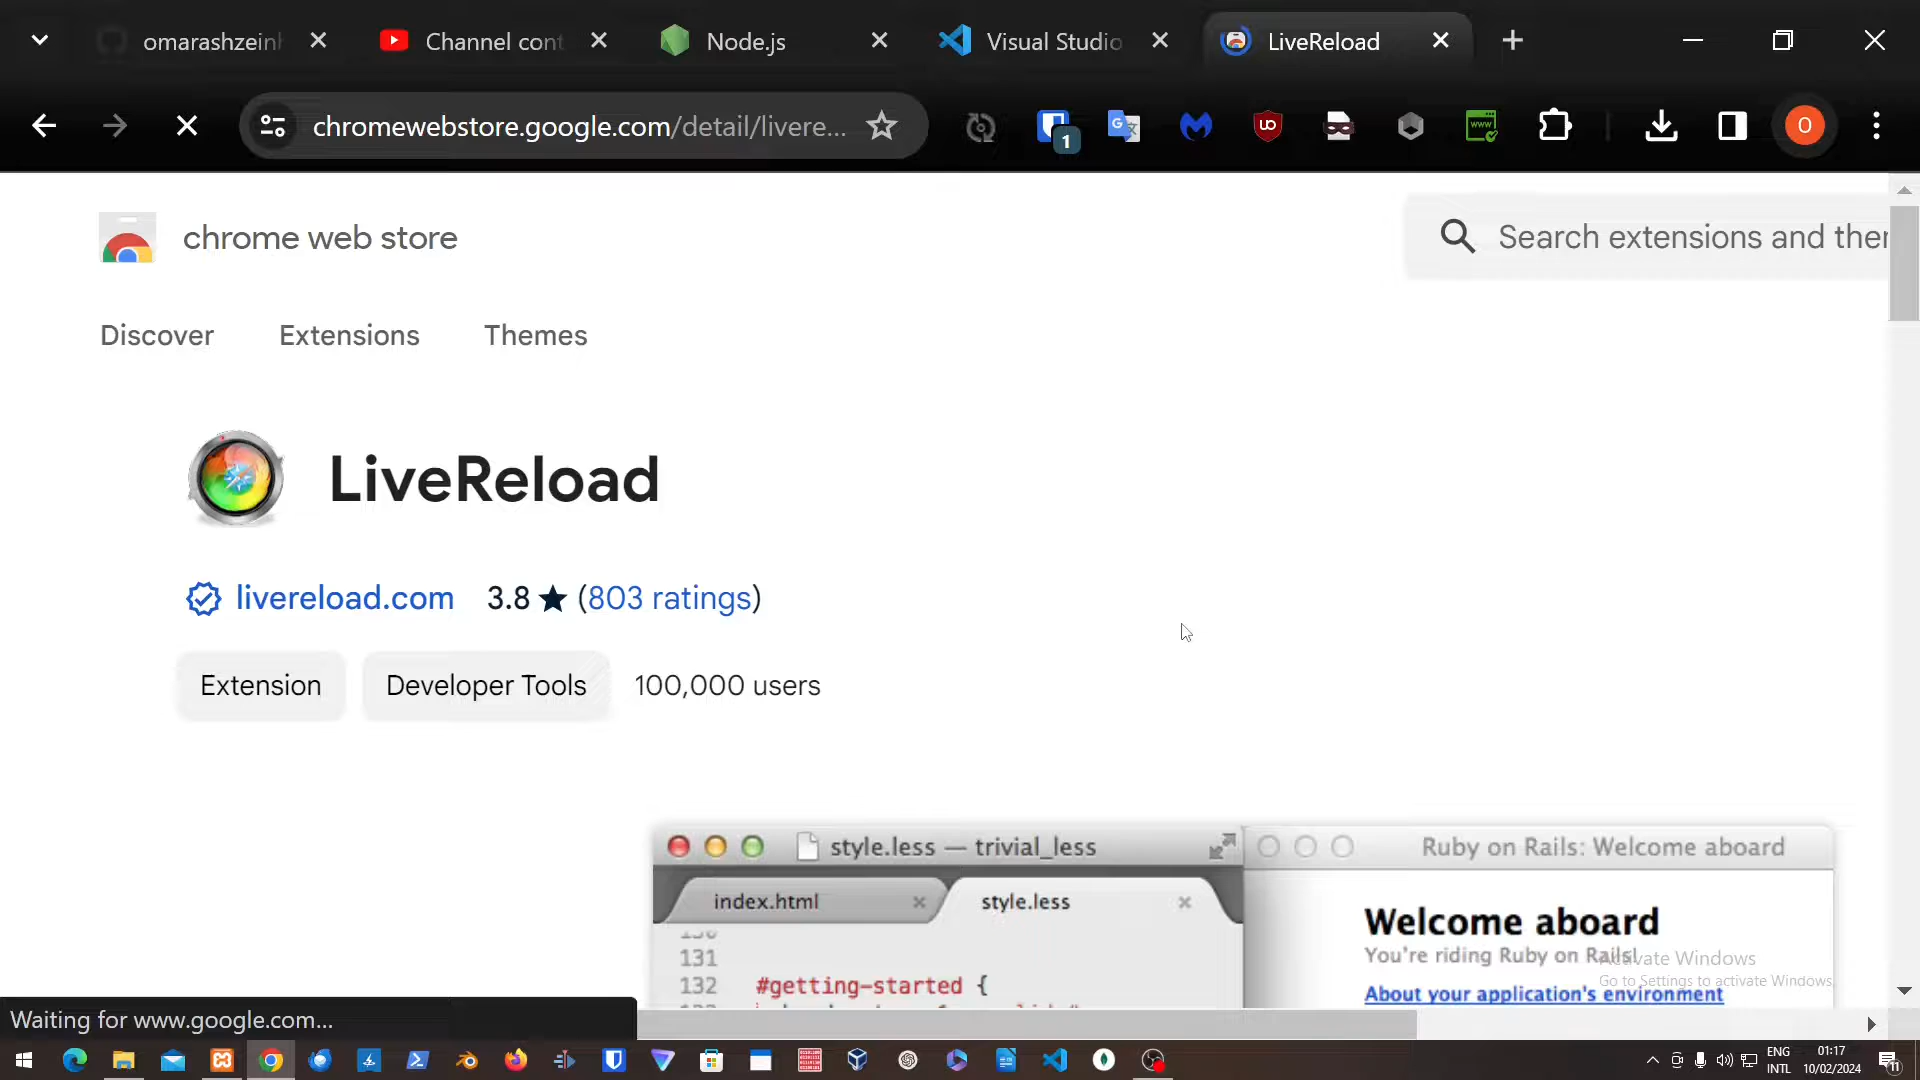 omarashzeinh
Channel cont
Node.js
Visual Studio
LiveReload
chromewebstore.google.com/detail/livere...
1
O
chrome web store
Search extensions and ther
Discover
Extensions
Themes
LiveReload
livereload.com
3.8 ★ (803 ratings)
Extension
Developer Tools
100,000 users
style.less — trivial_less
Ruby on Rails: Welcome aboard
index.html
style.less
131
132 #getting-started {
Welcome aboard
You're riding Ruby on Rails!
About your application's environment
Activate Windows
Go to Settings to activate Windows.
Waiting for www.google.com...
ENG
INTL
01:17
10/02/2024
11